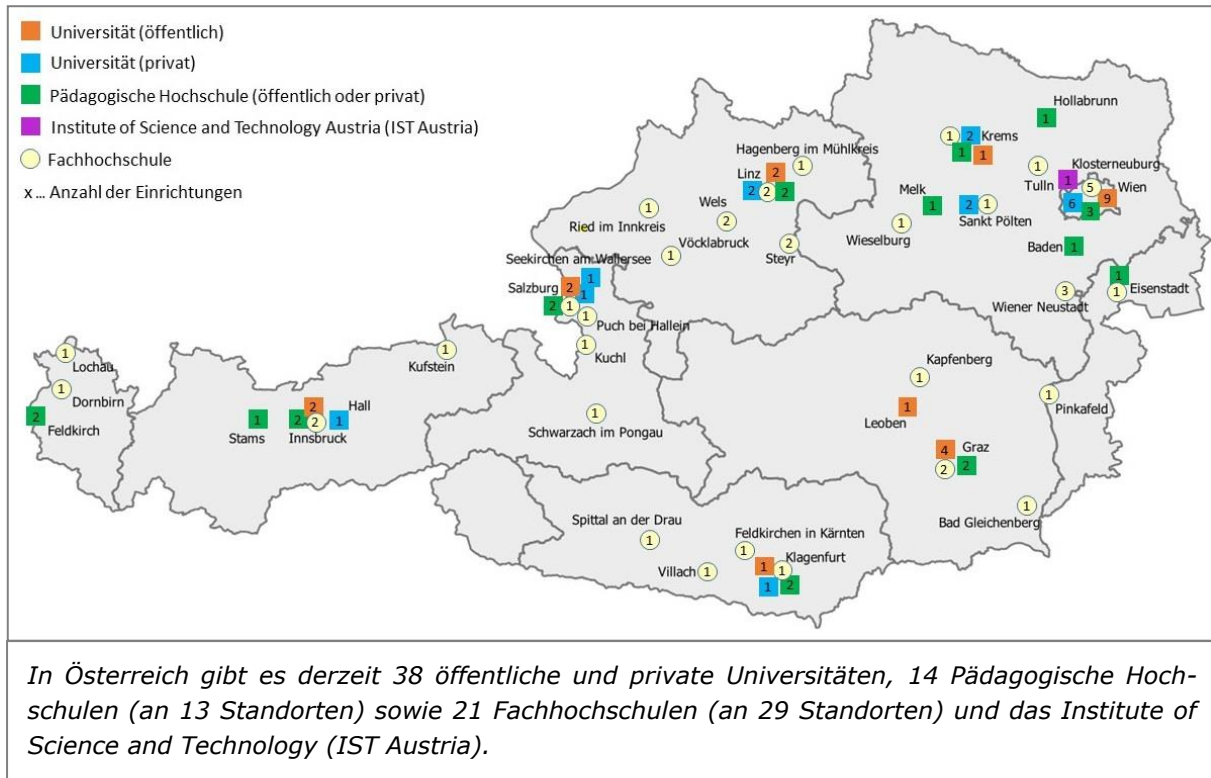 Universität (öffentlich)
Universität (privat)
Pädagogische Hochschule (öffentlich oder privat)
Institute of Science and Technology Austria (IST Austria)
Fachhochschule
x ... Anzahl der Einrichtungen
Hollabrunn
1
1 2 Krems
1 1
Hagenberg im Mühlkreis
1
Klosterneuburg
1
1
Tulln
Linz 2
2 2 2
5
Wien
9
6
3
Melk
1
2 1
Sankt Pölten
Wels
2
1
Ried im Innkreis
1
Wieselburg
Vöcklabruck
1
2
Steyr
Baden 1
Seekirchen am Wallersee
1
Salzburg 2
1
2 1
1
Puch bei Hallein
1
Kuchl
1
1
Eisenstadt
3
Wiener Neustadt
1
Lochau
1
Dornbirn
2
Feldkirch
1
Kufstein
2 Hall
1
Stams
2 2 1
Innsbruck
1
Schwarzach im Pongau
Kapfenberg
1
1
Pinkafeld
1
Leoben
4 Graz
2 2
1
Bad Gleichenberg
Spittal an der Drau
1
Feldkirchen in Kärnten
1
Klagenfurt
1 1
Villach 1
1 2
In Österreich gibt es derzeit 38 öffentliche und private Universitäten, 14 Pädagogische Hoch-
schulen (an 13 Standorten) sowie 21 Fachhochschulen (an 29 Standorten) und das Institute of
Science and Technology (IST Austria).